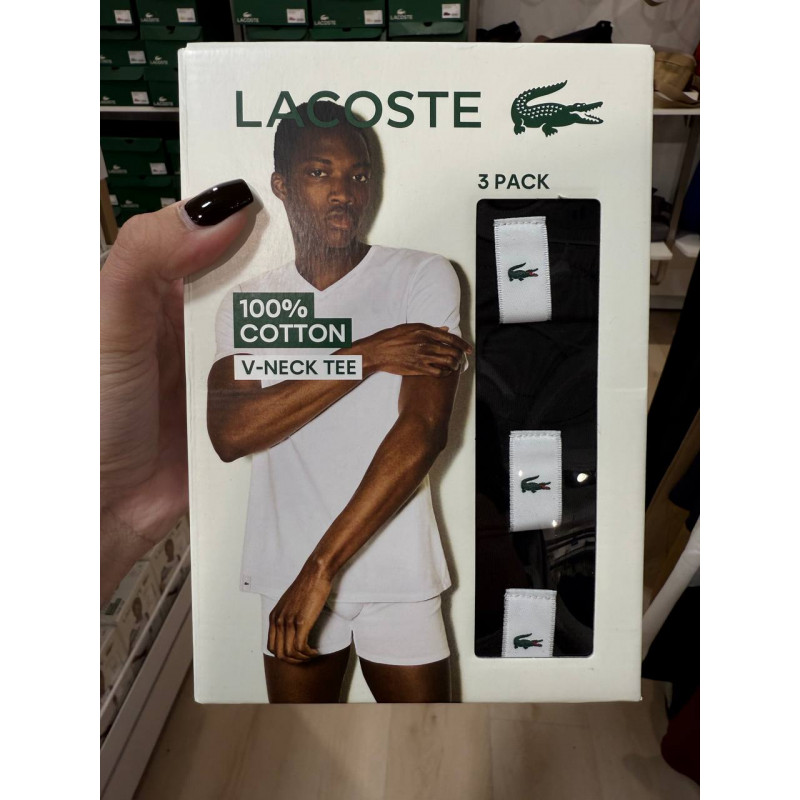 LACOSTE
3 PACK
100%
COTTON
V-NECK TEE